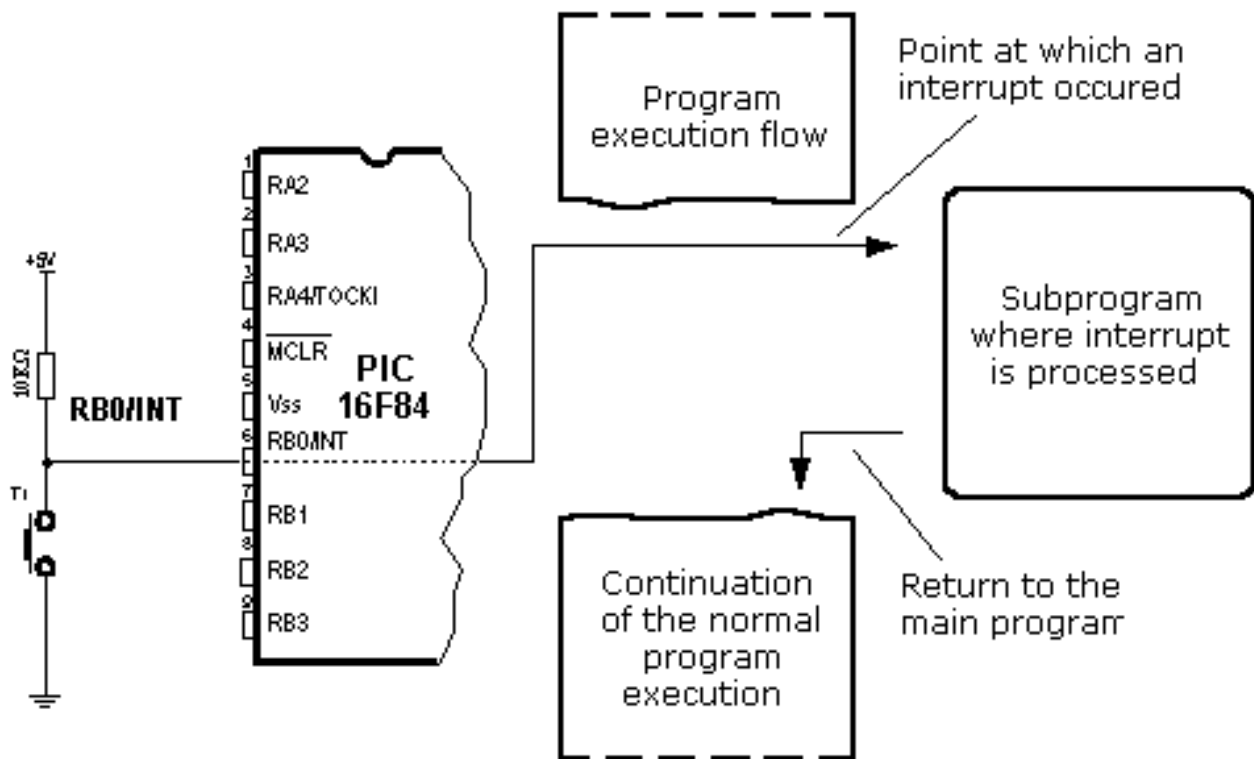 Program
execution flow
Point at which an
interrupt occured
Subprogram
where interrupt
is processed
Return to the
main program
Continuation
of the normal
program
execution
+5V
10KΩ
RB0/INT
T1
1
RA2
2
RA3
3
RA4/TOCKI
4
MCLR
5
Vss
6
RB0/INT
7
RB1
8
RB2
9
RB3
PIC
16F84